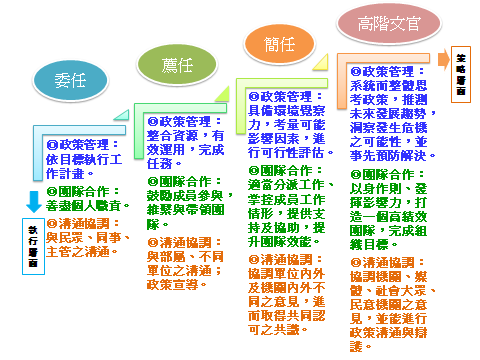 委任
❶政策管理：
依目標執行工
作計畫。
❷團隊合作：
善盡個人職責。
❸溝通協調：
與民眾、同事、
主管之溝通。
執行層面
薦任
❶政策管理：
整合資源，有
效運用，完成
任務。
❷團隊合作：
鼓勵成員參與，
維繫與帶領團
隊。
❸溝通協調：
與部屬、不同
單位之溝通；
政策宣導。
簡任
❶政策管理：
具備環境覺察
力，考量可能
影響因素，進
行可行性評估。
❷團隊合作：
適當分派工作、
掌控成員工作
情形，提供支
持及協助，提
升團隊效能。
❸溝通協調：
協調單位內外
及機關內外不
同之意見，進
而取得共同認
可之共識。
高階文官
❶政策管理：
系統而整體思
考政策，推測
未來發展趨勢，
洞察發生危機
之可能性，並
事先預防解決。
❷團隊合作：
以身作則、發
揮影響力，打
造一個高績效
團隊，完成組
織目標。
❸溝通協調：
協調機關、媒
體、社會大眾、
民意機關之意
見，並能進行
政策溝通與辯
護。
策略層面